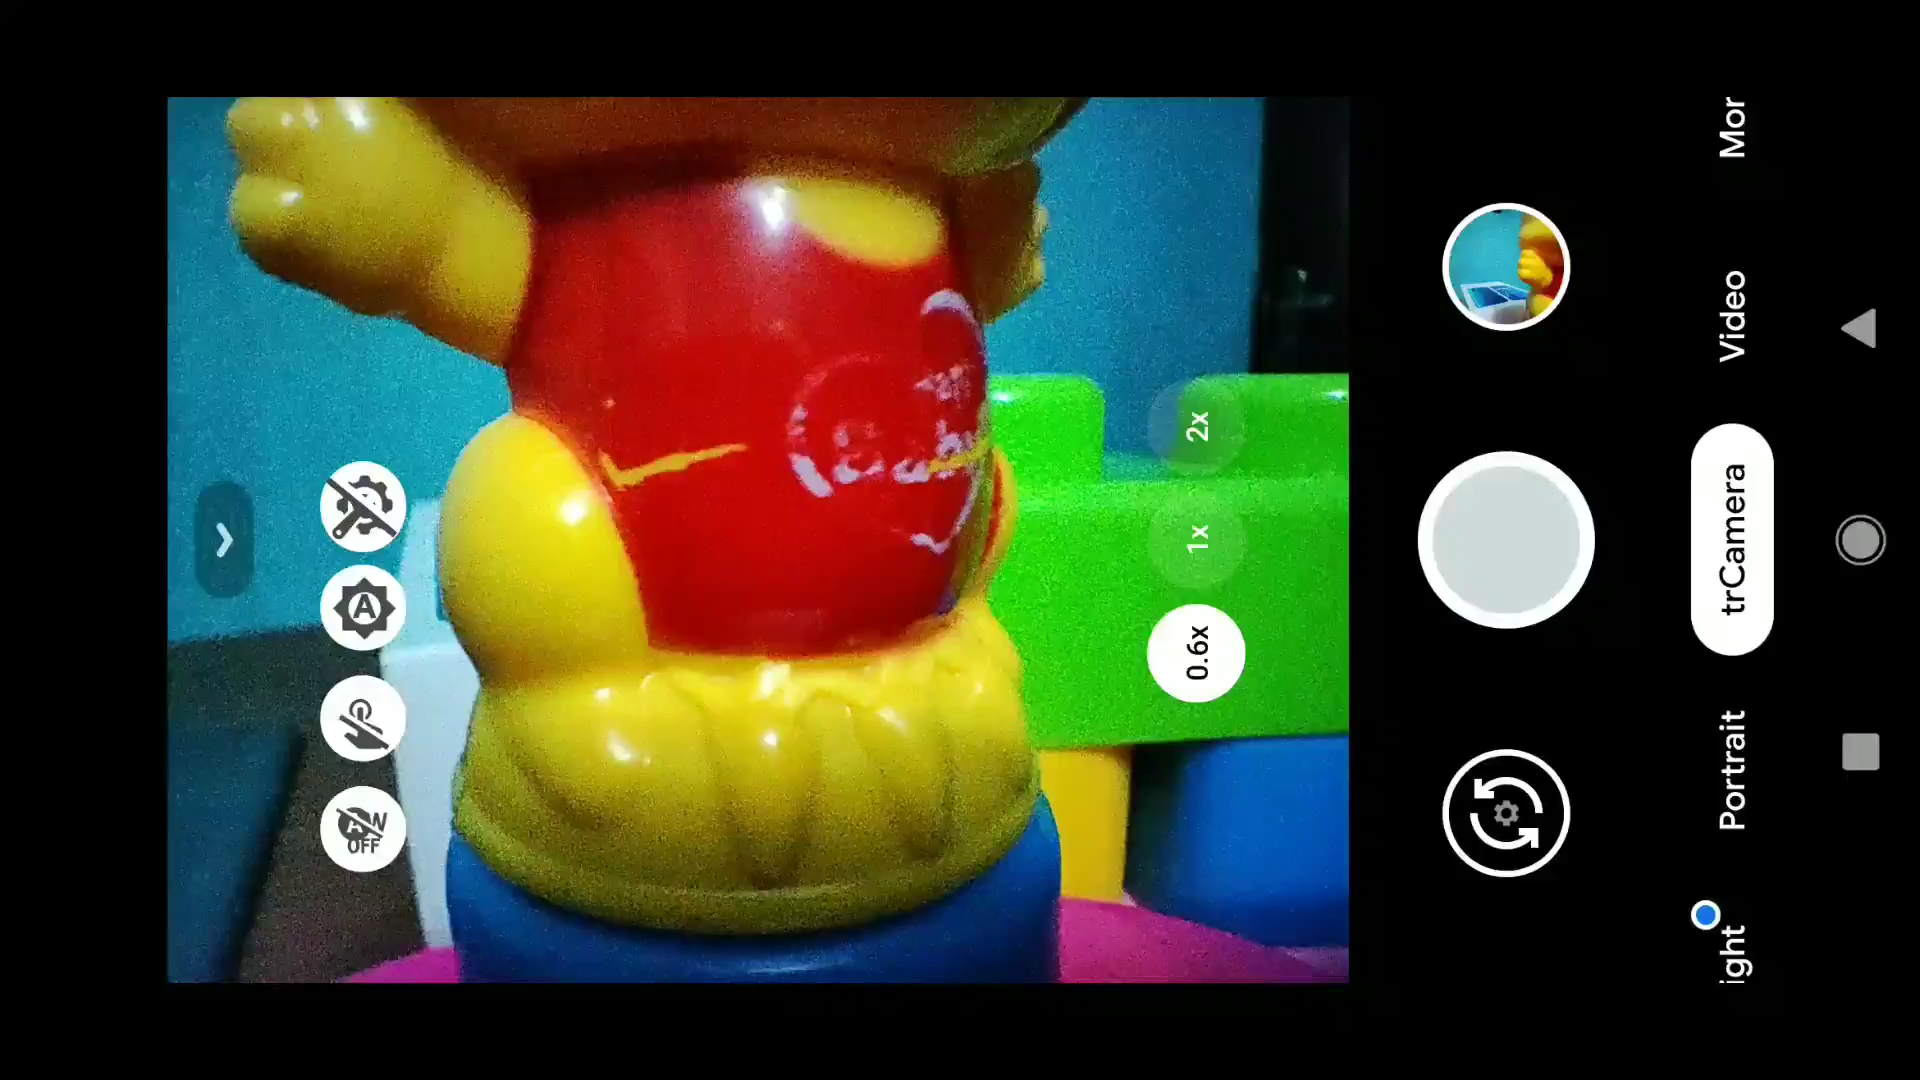 Mor
Video
trCamera
Portrait
ight
2x
1x
0.6x
A
A W
OFF